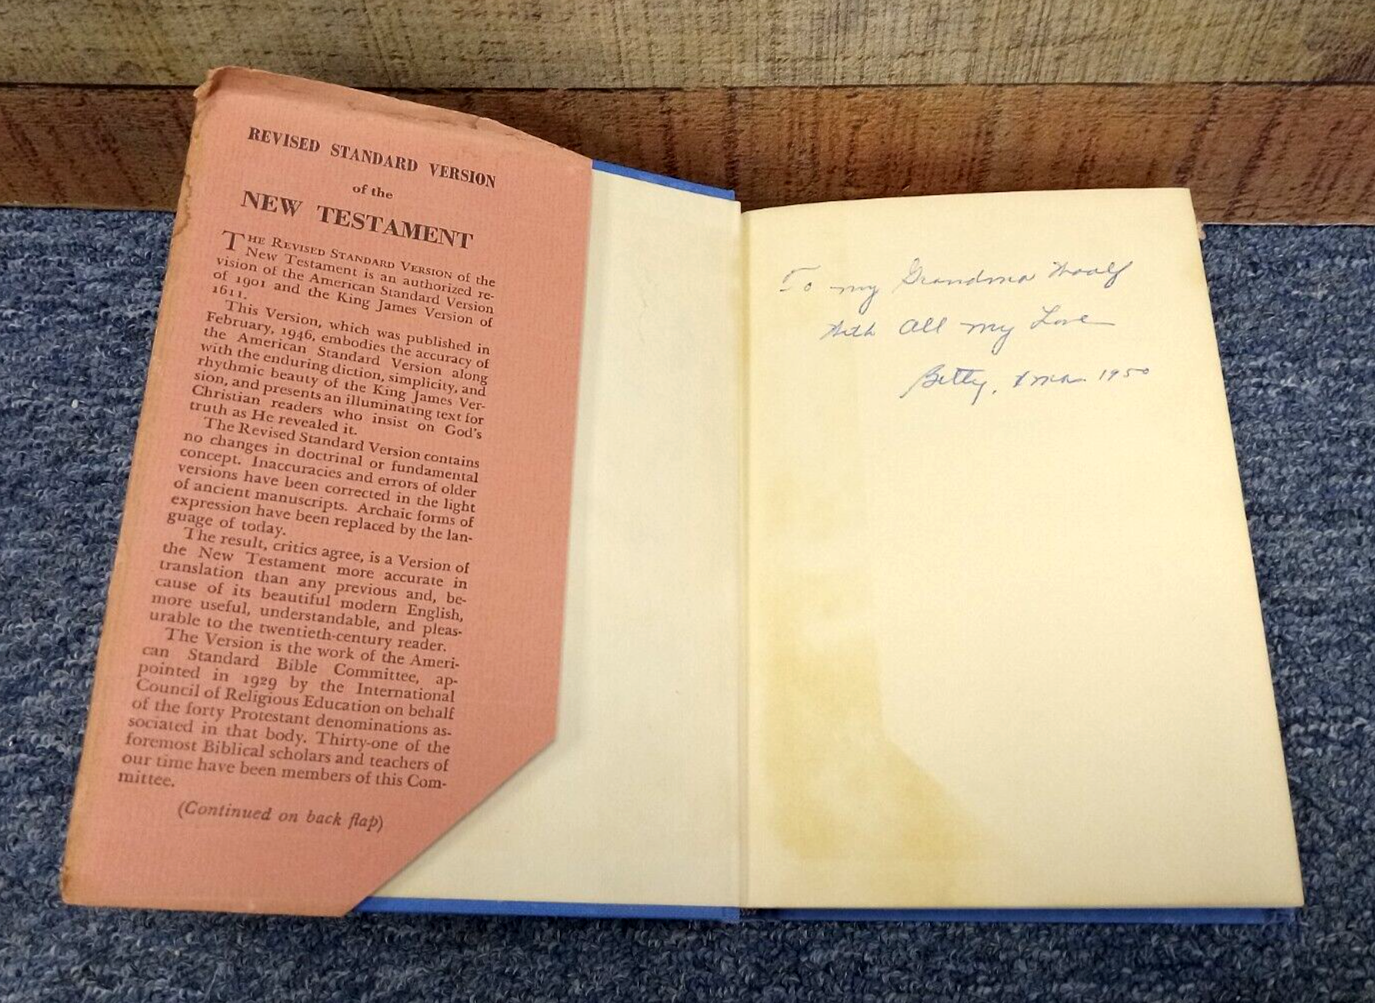 REVISED STANDARD VERSION
of the
NEW TESTAMENT
THE REVISED STANDARD VERSION of the
New Testament is an authorized re-
vision of the American Standard Version
of 1901 and the King James Version of
1611.
This Version, which was published in
February, 1946, embodies the accuracy of
the American Standard Version along
with the enduring diction, simplicity, and
rhythmic beauty of the King James Ver-
sion, and presents an illuminating text for
Christian readers who insist on God's
truth as He revealed it.
The Revised Standard Version contains
no changes in doctrinal or fundamental
concept. Inaccuracies and errors of older
versions have been corrected in the light
of ancient manuscripts. Archaic forms of
expression have been replaced by the lan-
guage of today.
The result, critics agree, is a Version of
the New Testament more accurate in
translation than any previous and, be-
cause of its beautiful modern English,
more useful, understandable, and pleas-
urable to the twentieth-century reader.
The Version is the work of the Ameri-
can Standard Bible Committee, ap-
pointed in 1929 by the International
Council of Religious Education on behalf
of the forty Protestant denominations as-
sociated in that body. Thirty-one of the
foremost Biblical scholars and teachers of
our time have been members of this Com-
mittee.
(Continued on back flap)
To my Grandma Woolf
With All My Love
Betty, Xmas 1950